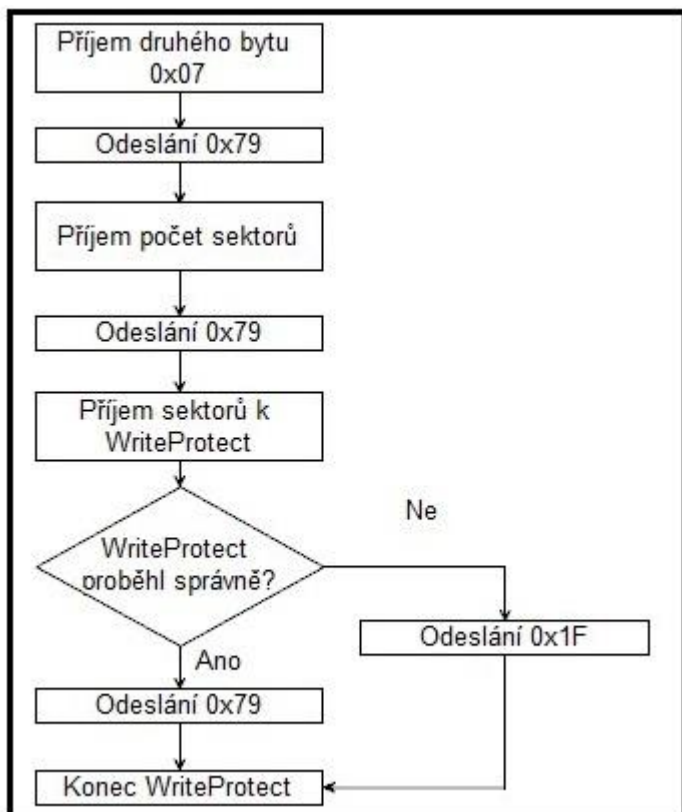 Příjem druhého bytu
0x07
Odeslání 0x79
Příjem počet sektorů
Odeslání 0x79
Příjem sektorů k
WriteProtect
Ne
WriteProtect
proběhl správně?
Odeslání 0x1F
Ano
Odeslání 0x79
Konec WriteProtect